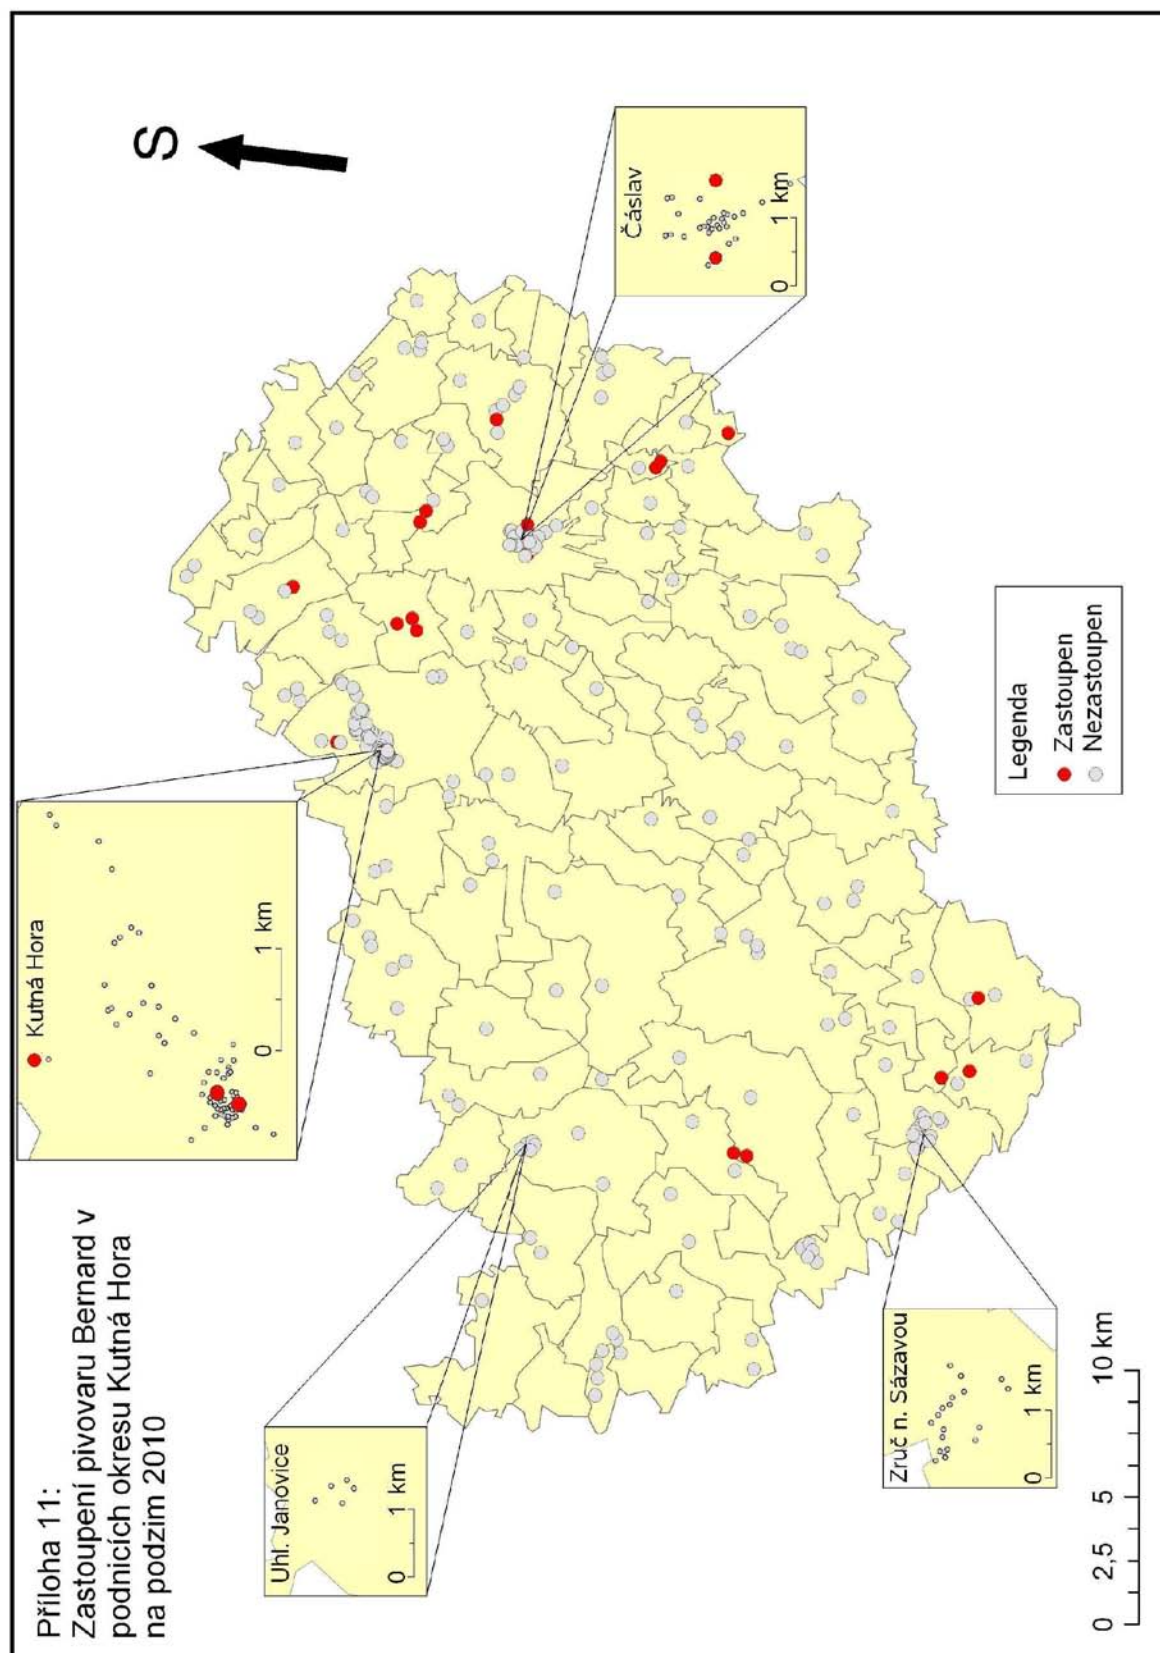 Příloha 11:
Zastoupení pivovaru Bernard v
podnicích okresu Kutná Hora
na podzim 2010
S
Kutná Hora
0 1 km
Uhl. Janovice
0 1 km
Čáslav
0 1 km
Zruč n. Sázavou
0 1 km
Legenda
Zastoupen
Nezastoupen
0 2,5 5 10 km